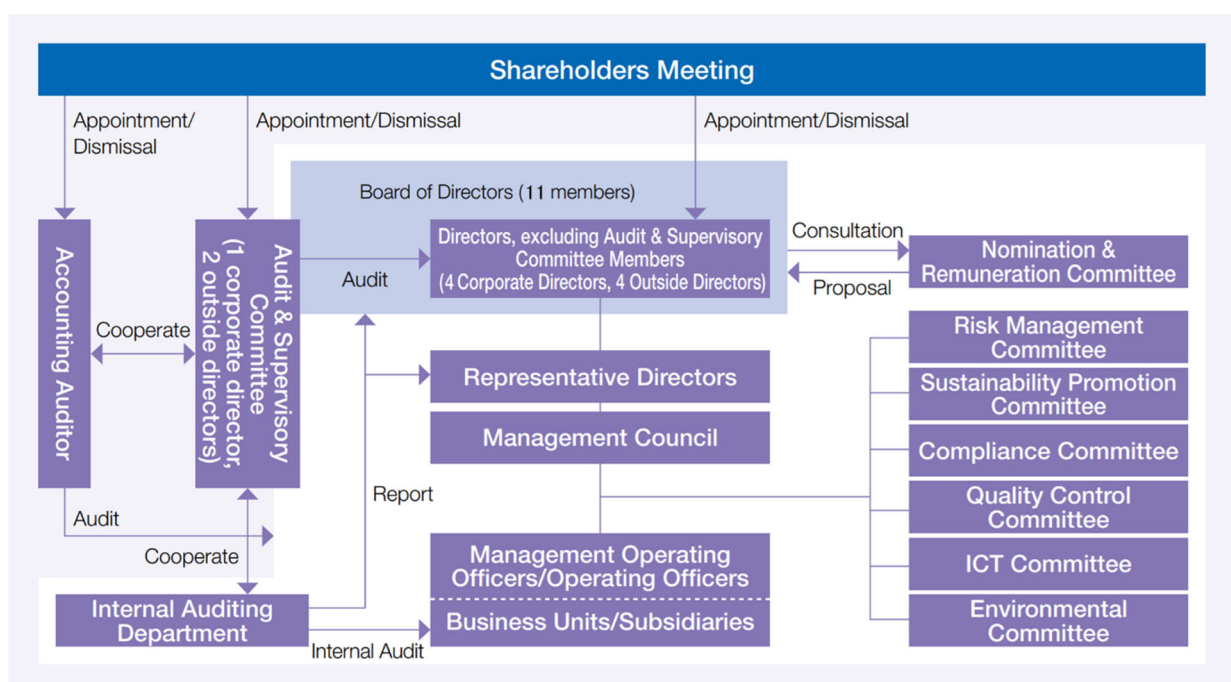 Shareholders Meeting
Appointment/
Dismissal
Appointment/Dismissal
Appointment/Dismissal
Board of Directors (11 members)
Accounting Auditor
Cooperate
Audit & Supervisory
Committee
(1 corporate director,
2 outside directors)
Audit
Directors, excluding Audit & Supervisory
Committee Members
(4 Corporate Directors, 4 Outside Directors)
Consultation
Proposal
Nomination &
Remuneration Committee
Representative Directors
Management Council
Risk Management
Committee
Sustainability Promotion
Committee
Compliance Committee
Quality Control
Committee
ICT Committee
Environmental
Committee
Report
Audit
Cooperate
Management Operating
Officers/Operating Officers
Business Units/Subsidiaries
Internal Auditing
Department
Internal Audit